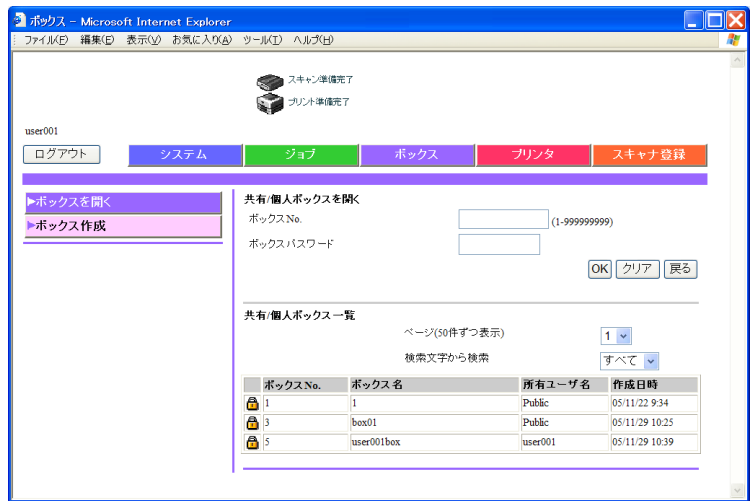 ボックス - Microsoft Internet Explorer
ファイル(F) 編集(E) 表示(V) お気に入り(A) ツール(T) ヘルプ(H)
スキャン準備完了
プリント準備完了
user001
ログアウト システム ジョブ ボックス プリンタ スキャナ登録
▶ボックスを開く
▶ボックス作成
共有/個人ボックスを開く
ボックスNo. (1-999999999)
ボックスパスワード
OK クリア 戻る
共有/個人ボックス一覧
ページ(50件ずつ表示) 1
検索文字から検索 すべて
ボックスNo. ボックス名 所有ユーザ名 作成日時
1 1 Public 05/11/22 9:34
3 box01 Public 05/11/29 10:25
5 user001box user001 05/11/29 10:39